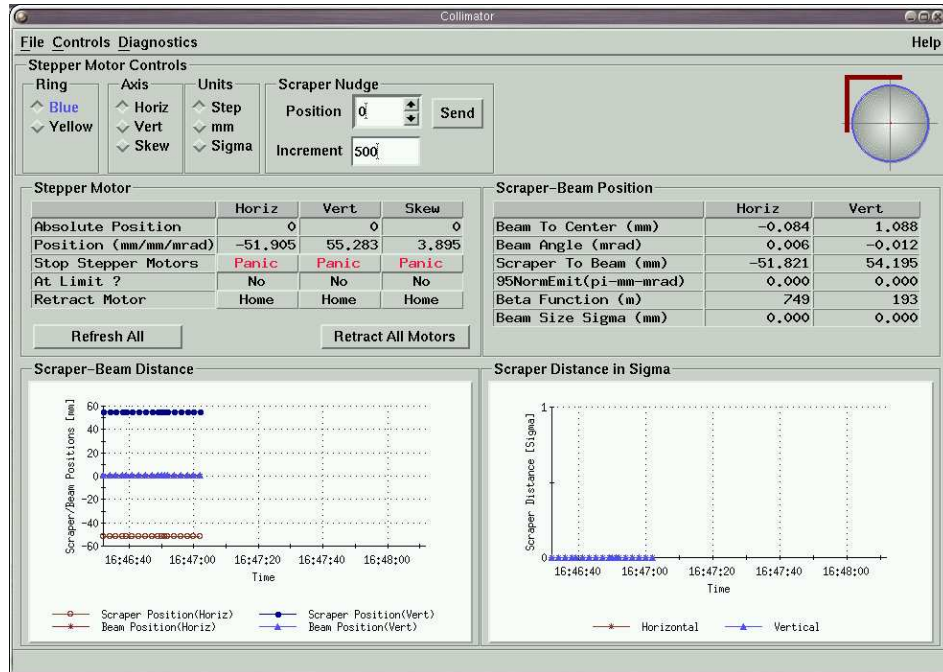 Collimator
File Controls Diagnostics Help
Stepper Motor Controls
Ring Axis Units Scraper Nudge
Blue Horiz Step Position 0 Send
Yellow Vert mm
Skew Sigma Increment 500
Stepper Motor
Horiz Vert Skew
Absolute Position 0 0 0
Position (mm/mm/mrad) -51.905 55.283 3.895
Stop Stepper Motors Panic Panic Panic
At Limit ? No No No
Retract Motor Home Home Home
Refresh All Retract All Motors
Scraper-Beam Position
Horiz Vert
Beam To Center (mm) -0.084 1.088
Beam Angle (mrad) 0.006 -0.012
Scraper To Beam (mm) -51.821 54.195
95NormEmit(pi-mm-mrad) 0.000 0.000
Beta Function (m) 749 193
Beam Size Sigma (mm) 0.000 0.000
Scraper-Beam Distance
Scraper/Beam Positions [mm]
60
40
20
0
-20
-40
-60
16:46:40 16:47:00 16:47:20 16:47:40 16:48:00
Time
Scraper Position(Horiz) Scraper Position(Vert)
Beam Position(Horiz) Beam Position(Vert)
Scraper Distance in Sigma
Scraper Distance [Sigma]
1
0
16:46:40 16:47:00 16:47:20 16:47:40 16:48:00
Time
Horizontal Vertical